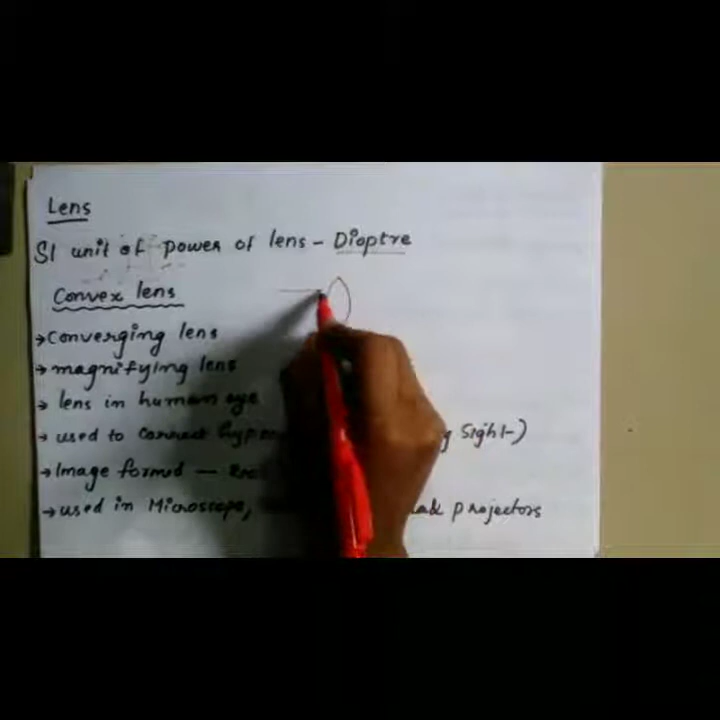 Lens
SI unit of power of lens - Dioptre
Convex lens
→ Converging lens
→ magnifying lens
→ lens in human eye
→ used to correct Sight-)
→ Image formed —
→ used in Microscope, projectors